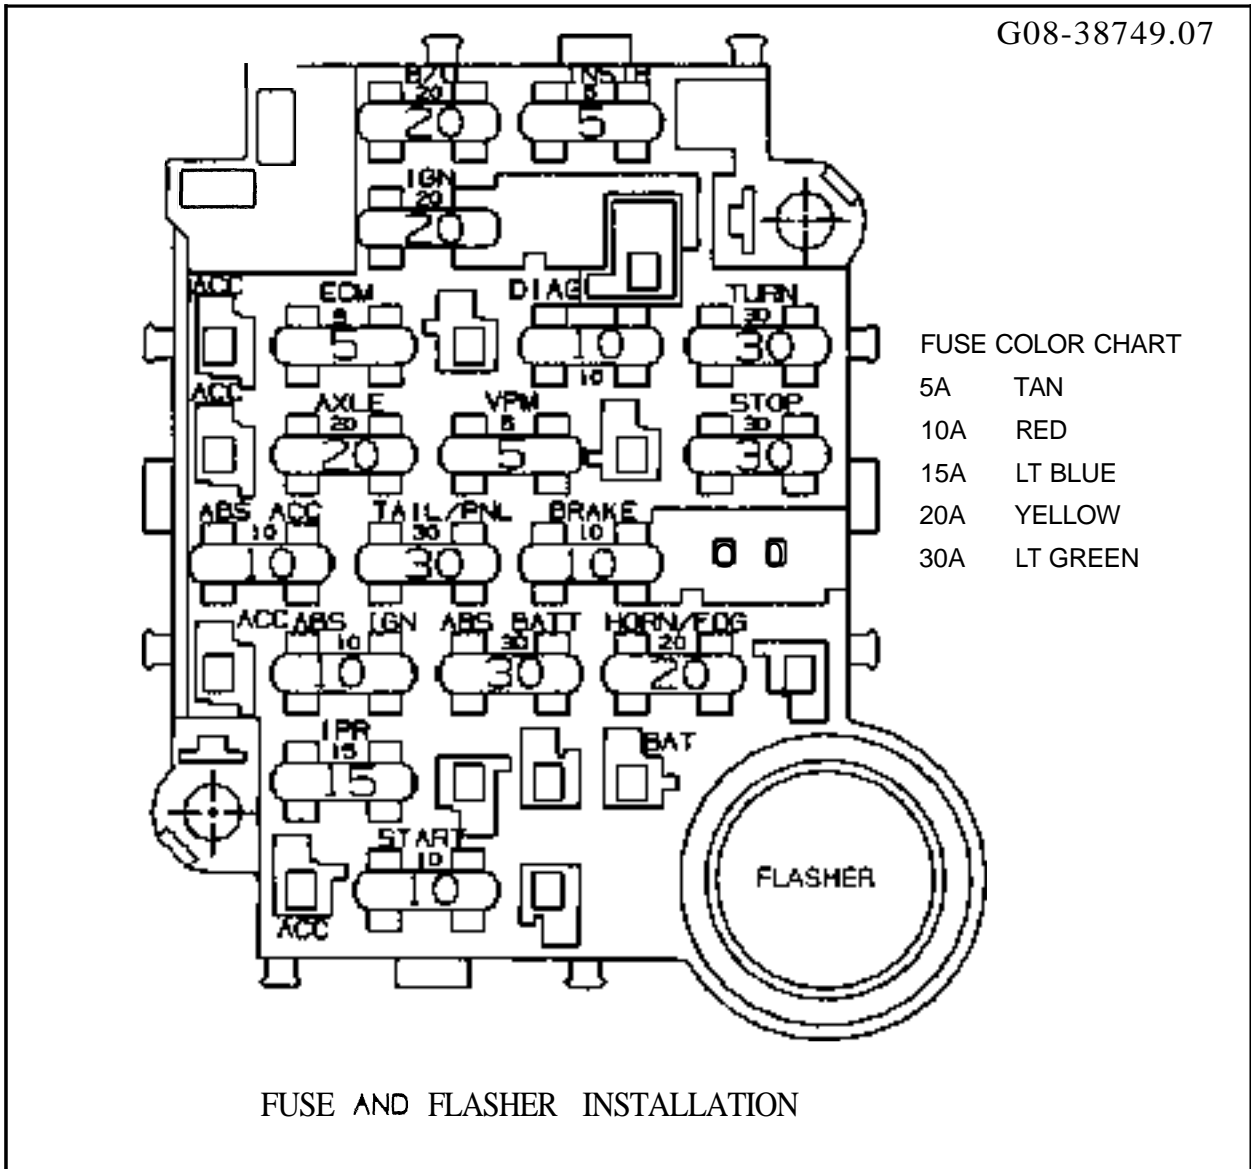 G08-38749.07
B/U INSTR
20 5
20 5
IGN
20
20
ACC ECM DIAG TURN
5 30
5 10 30
10
ACC AXLE VPM STOP
20 5 30
20 5 30
ABS ACC TAIL/PNL BRAKE
10 30 10
10 30 10
ACC ABS IGN ABS BATT HORN/FOG
10 30 20
10 30 20
IPR BAT
15
15
START
10
10
ACC
FLASHER
FUSE COLOR CHART
5A TAN
10A RED
15A LT BLUE
20A YELLOW
30A LT GREEN
FUSE AND FLASHER INSTALLATION